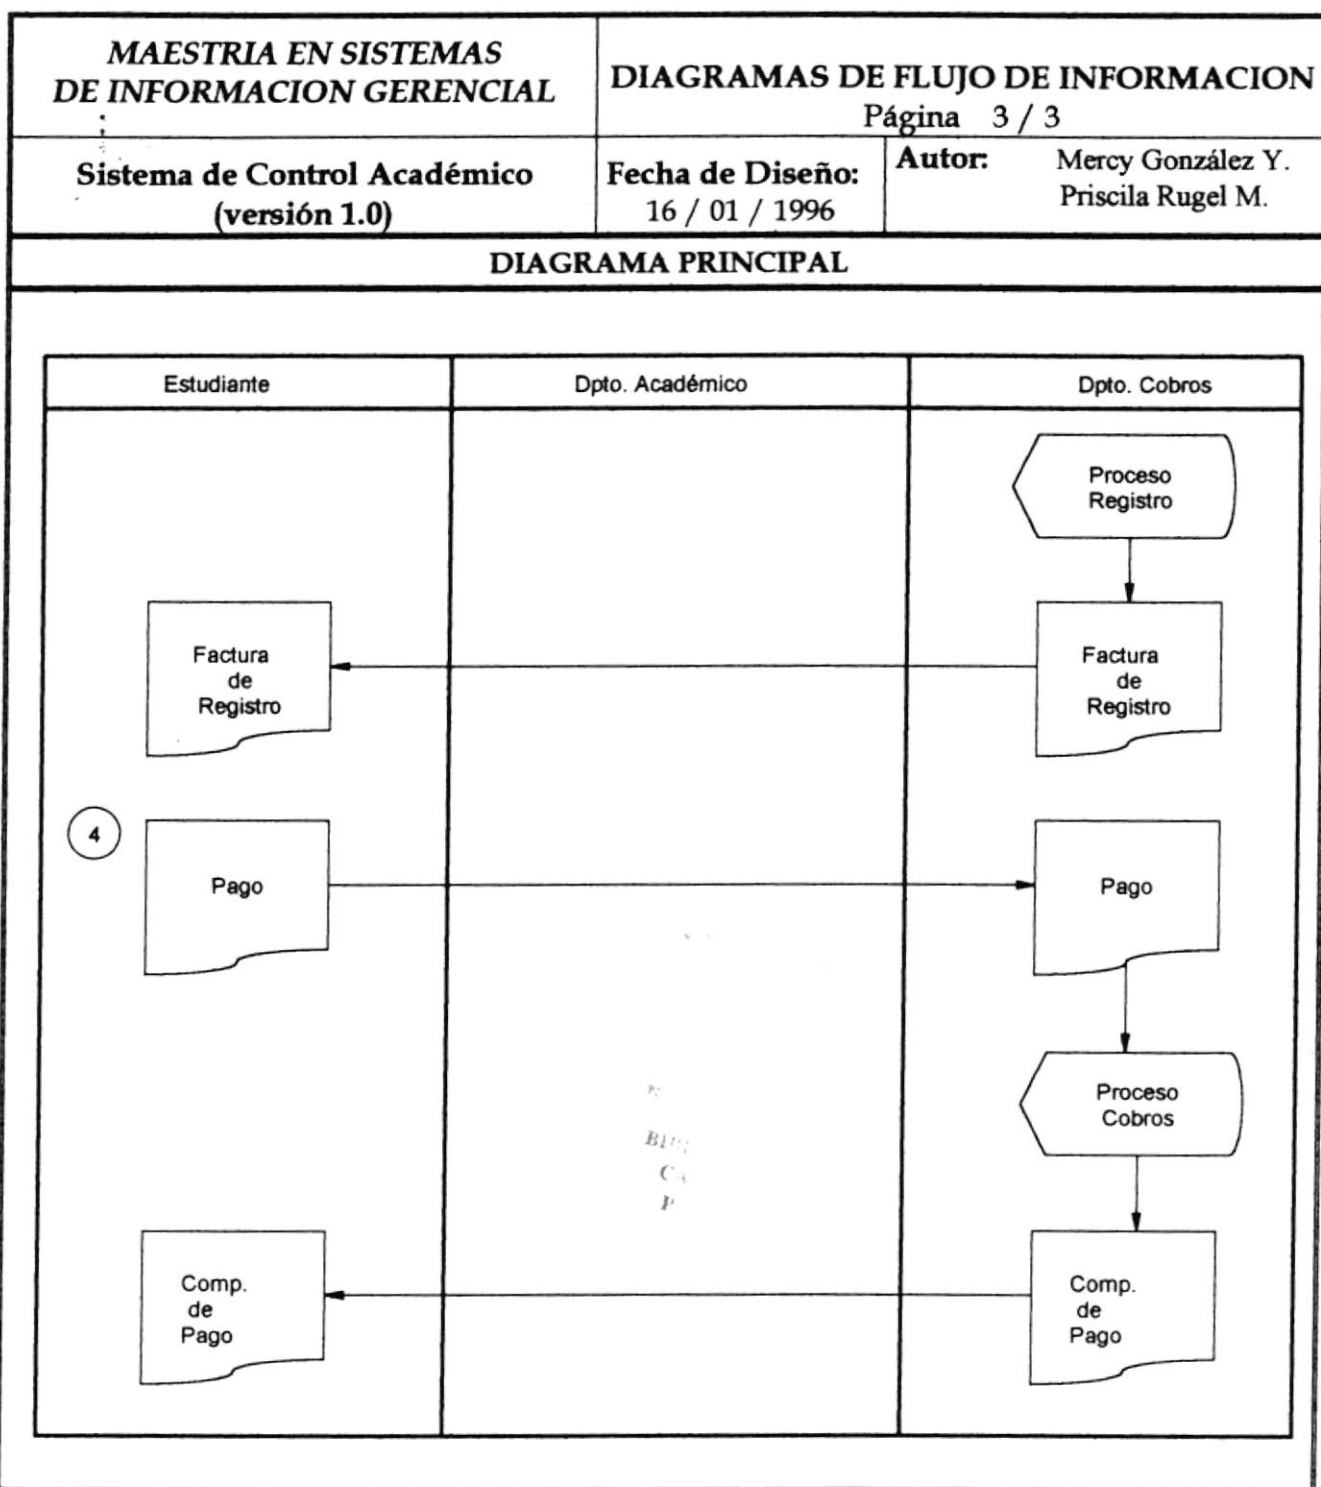 MAESTRIA EN SISTEMAS
DE INFORMACION GERENCIAL
DIAGRAMAS DE FLUJO DE INFORMACION
Página 3 / 3
Sistema de Control Académico
(versión 1.0)
Fecha de Diseño:
16 / 01 / 1996
Autor: Mercy González Y.
Priscila Rugel M.
DIAGRAMA PRINCIPAL
Estudiante
Dpto. Académico
Dpto. Cobros
Proceso
Registro
Factura
de
Registro
Factura
de
Registro
4
Pago
Pago
Proceso
Cobros
Comp.
de
Pago
Comp.
de
Pago